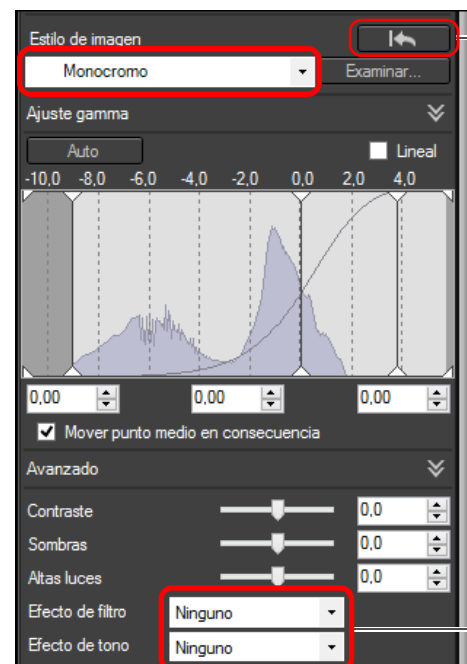 Estilo de imagen
Monocromo Examinar...
Ajuste gamma
Auto Lineal
-10,0 -8,0 -6,0 -4,0 -2,0 0,0 2,0 4,0
0,00 0,00 0,00
Mover punto medio en consecuencia
Avanzado
Contraste 0,0
Sombras 0,0
Altas luces 0,0
Efecto de filtro Ninguno
Efecto de tono Ninguno